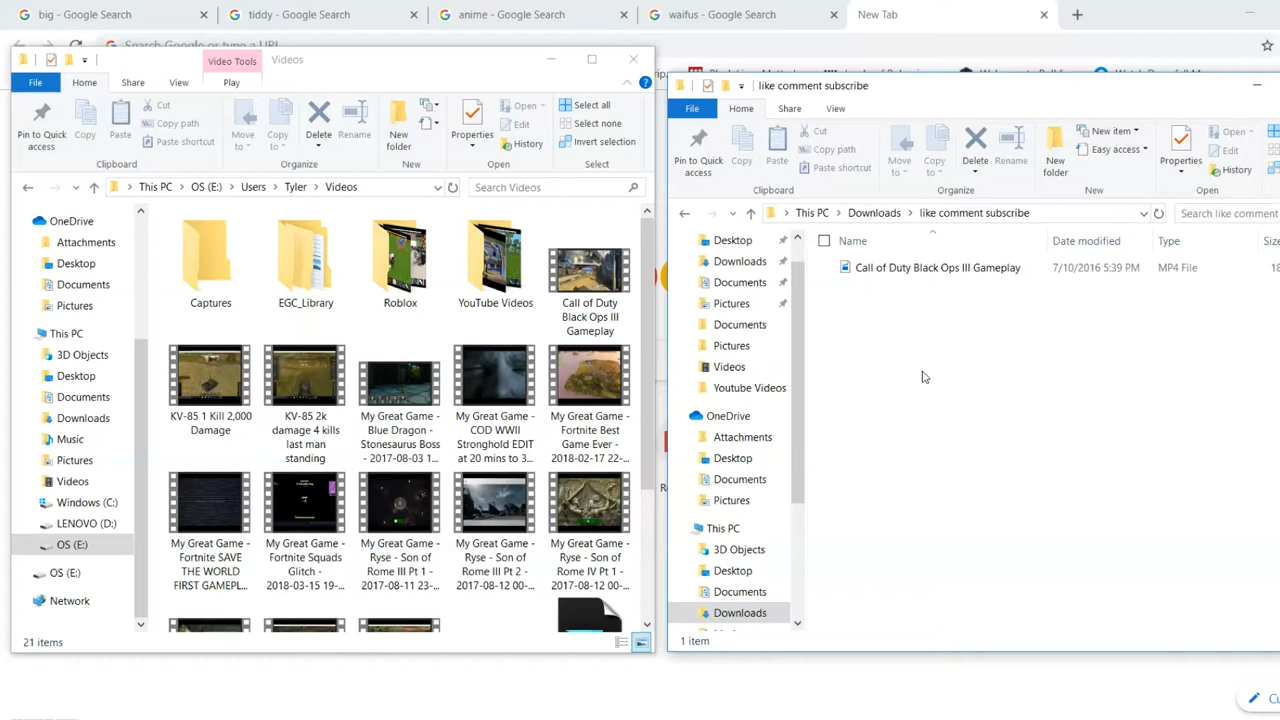 big - Google Search
tiddy - Google Search
anime - Google Search
waifus - Google Search
New Tab
Search Google or type a URL
Video Tools
Videos
File
Home
Share
View
Play
Pin to Quick
access
Copy
Paste
Cut
Copy path
Paste shortcut
Clipboard
Move
to
Copy
to
Delete
Rename
Organize
New
folder
New
Properties
Open
Edit
History
Open
Select all
Select none
Invert selection
Select
This PC
OS (E:)
Users
Tyler
Videos
Search Videos
OneDrive
Attachments
Desktop
Documents
Pictures
This PC
3D Objects
Desktop
Documents
Downloads
Music
Pictures
Videos
Windows (C:)
LENOVO (D:)
OS (E:)
OS (E:)
Network
Captures
EGC_Library
Roblox
YouTube Videos
Call of Duty
Black Ops III
Gameplay
KV-85 1 Kill 2,000
Damage
KV-85 2k
damage 4 kills
last man
standing
My Great Game -
Blue Dragon -
Stonesaurus Boss
- 2017-08-03 1...
My Great Game -
COD WWII
Stronghold EDIT
at 20 mins to 3...
My Great Game -
Fortnite Best
Game Ever -
2018-02-17 22-...
My Great Game -
Fortnite SAVE
THE WORLD
FIRST GAMEPL...
My Great Game -
Fortnite Squads
Glitch -
2018-03-15 19-...
My Great Game -
Ryse - Son of
Rome III Pt 1 -
2017-08-11 23-...
My Great Game -
Ryse - Son of
Rome III Pt 2 -
2017-08-12 00-...
My Great Game -
Ryse - Son of
Rome IV Pt 1 -
2017-08-12 00-...
21 items
like comment subscribe
File
Home
Share
View
Pin to Quick
access
Copy
Paste
Cut
Copy path
Paste shortcut
Clipboard
Move
to
Copy
to
Delete
Rename
Organize
New
folder
New item
Easy access
New
Properties
Open
Edit
History
Open
This PC
Downloads
like comment subscribe
Search like comment
Desktop
Downloads
Documents
Pictures
Documents
Pictures
Videos
Youtube Videos
OneDrive
Attachments
Desktop
Documents
Pictures
This PC
3D Objects
Desktop
Documents
Downloads
Name
Date modified
Type
Size
Call of Duty Black Ops III Gameplay
7/10/2016 5:39 PM
MP4 File
18
1 item